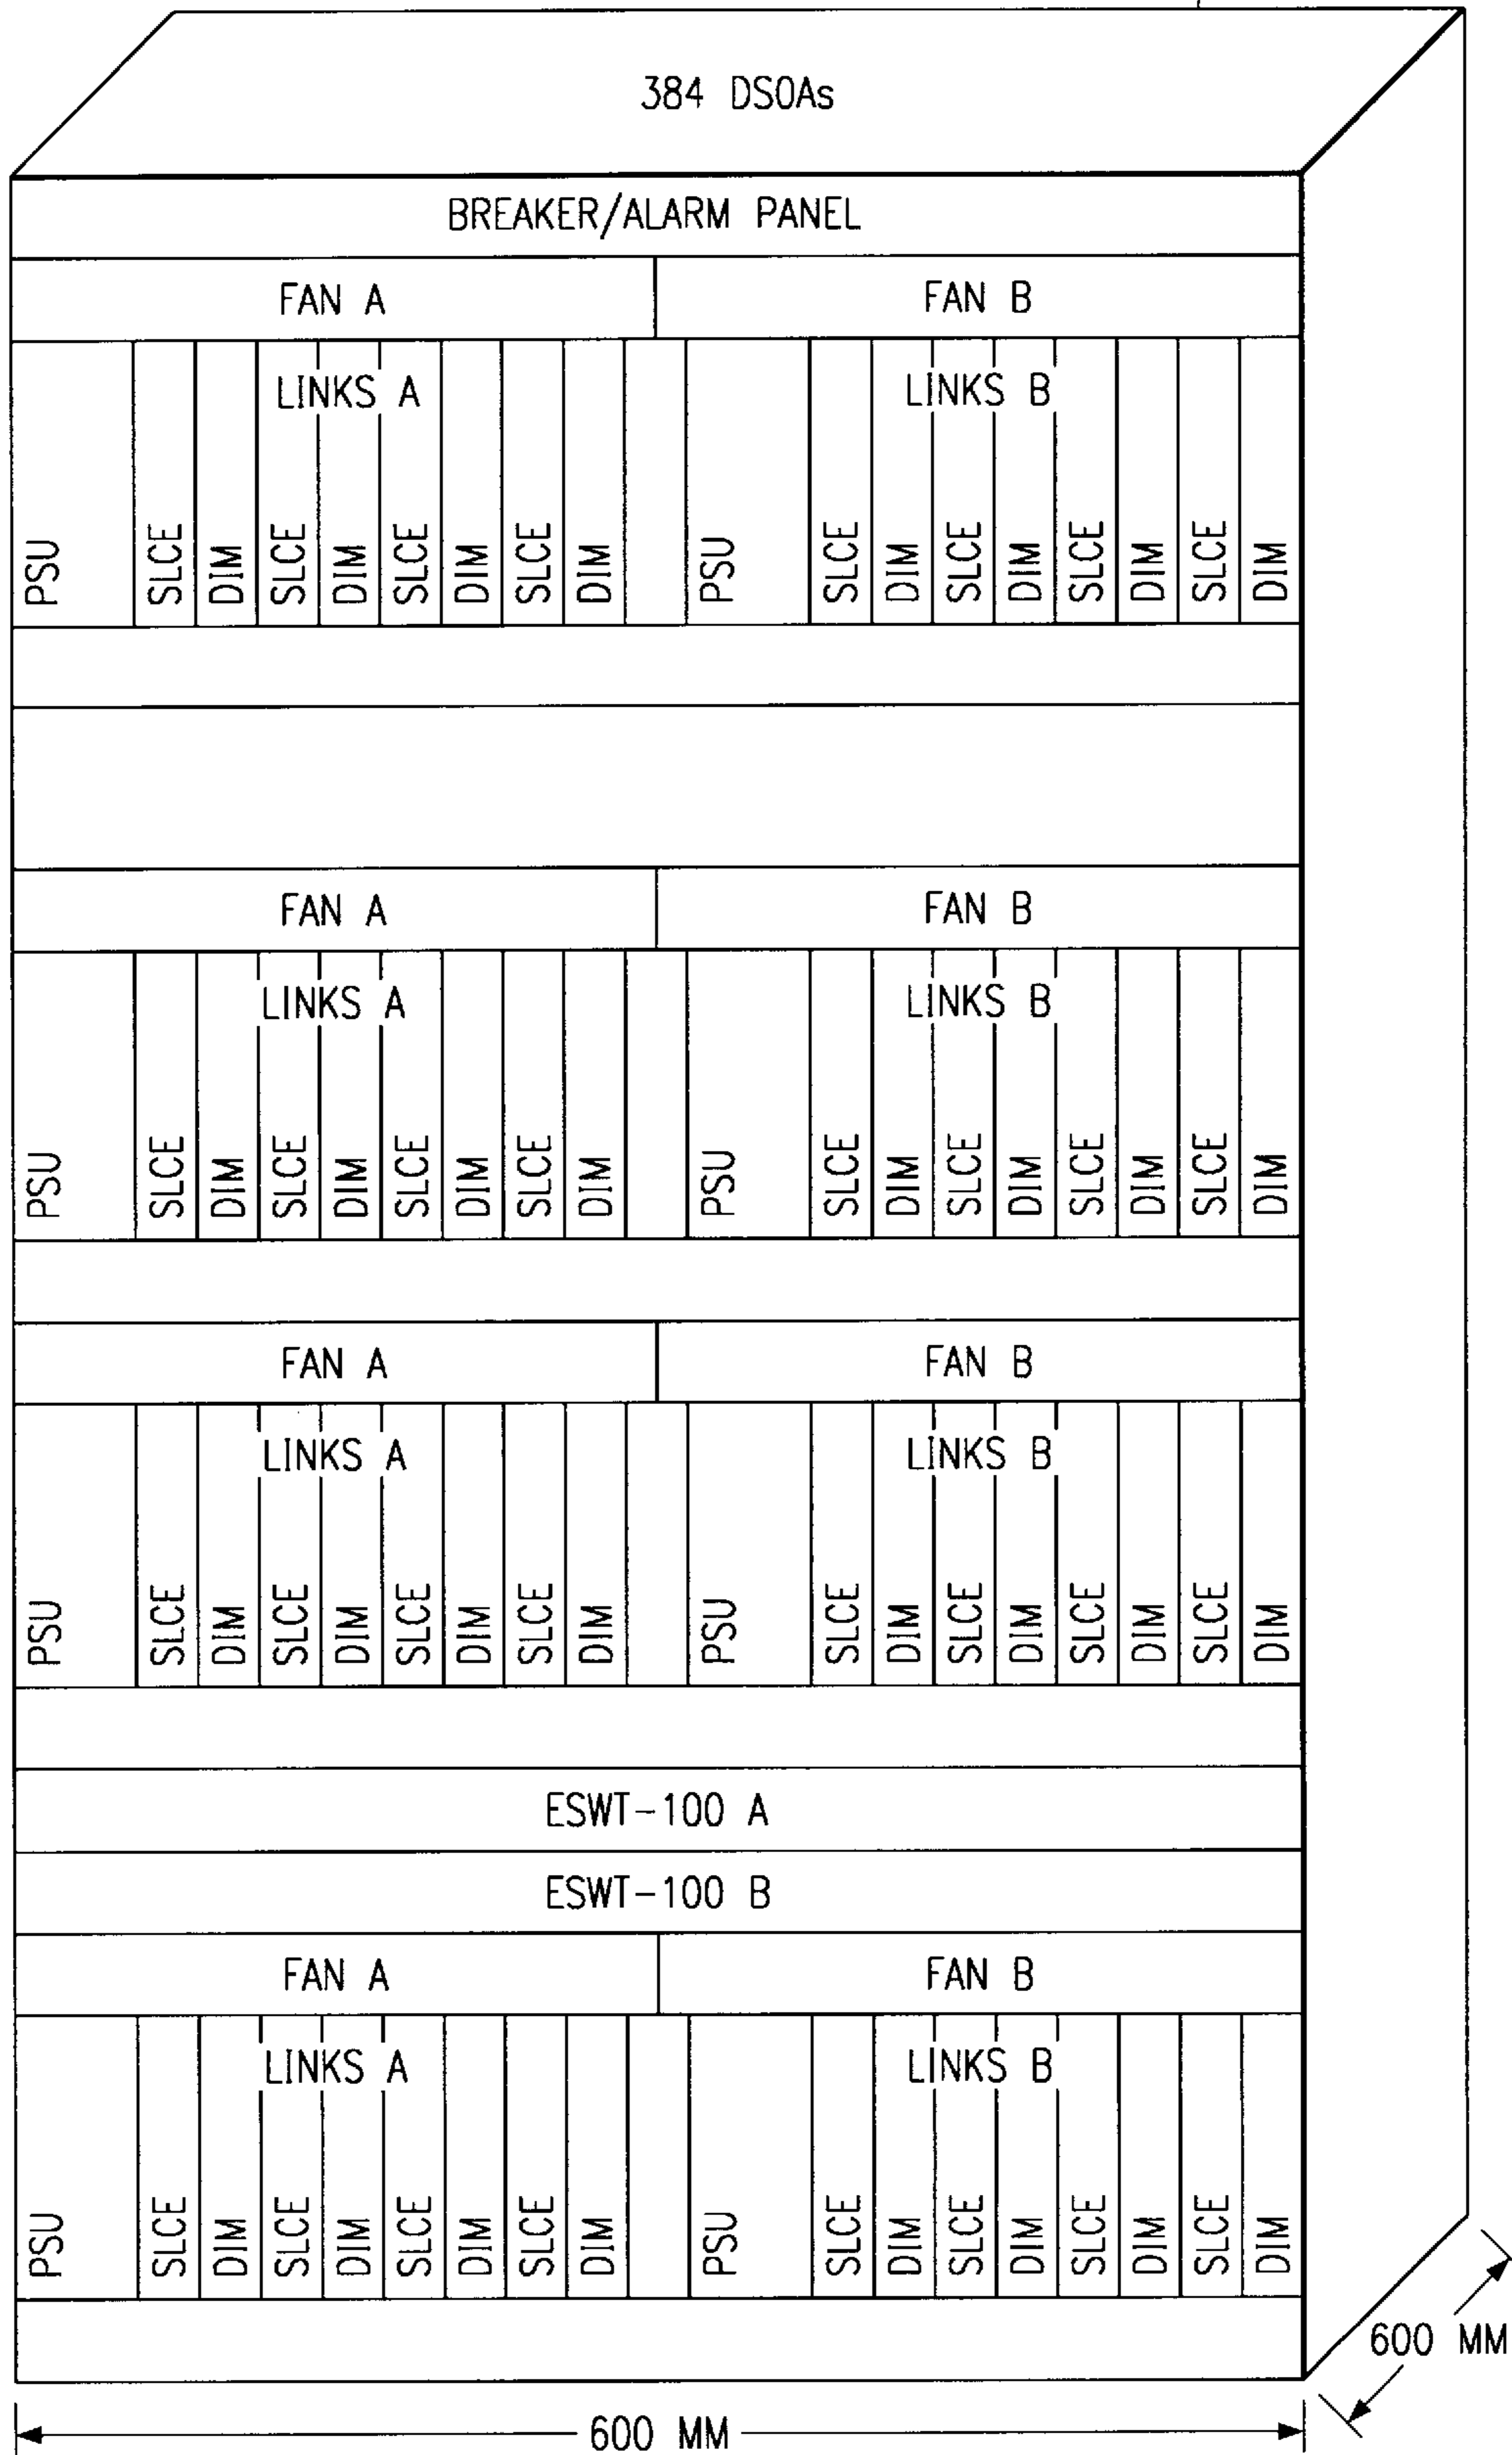 384 DS0As
BREAKER/ALARM PANEL
FAN A FAN B
LINKS A LINKS B
PSU SLCE DIM SLCE DIM SLCE DIM SLCE DIM PSU SLCE DIM SLCE DIM SLCE DIM SLCE DIM
FAN A FAN B
LINKS A LINKS B
PSU SLCE DIM SLCE DIM SLCE DIM SLCE DIM PSU SLCE DIM SLCE DIM SLCE DIM SLCE DIM
FAN A FAN B
LINKS A LINKS B
PSU SLCE DIM SLCE DIM SLCE DIM SLCE DIM PSU SLCE DIM SLCE DIM SLCE DIM SLCE DIM
ESWT-100 A
ESWT-100 B
FAN A FAN B
LINKS A LINKS B
PSU SLCE DIM SLCE DIM SLCE DIM SLCE DIM PSU SLCE DIM SLCE DIM SLCE DIM SLCE DIM
600 MM
600 MM